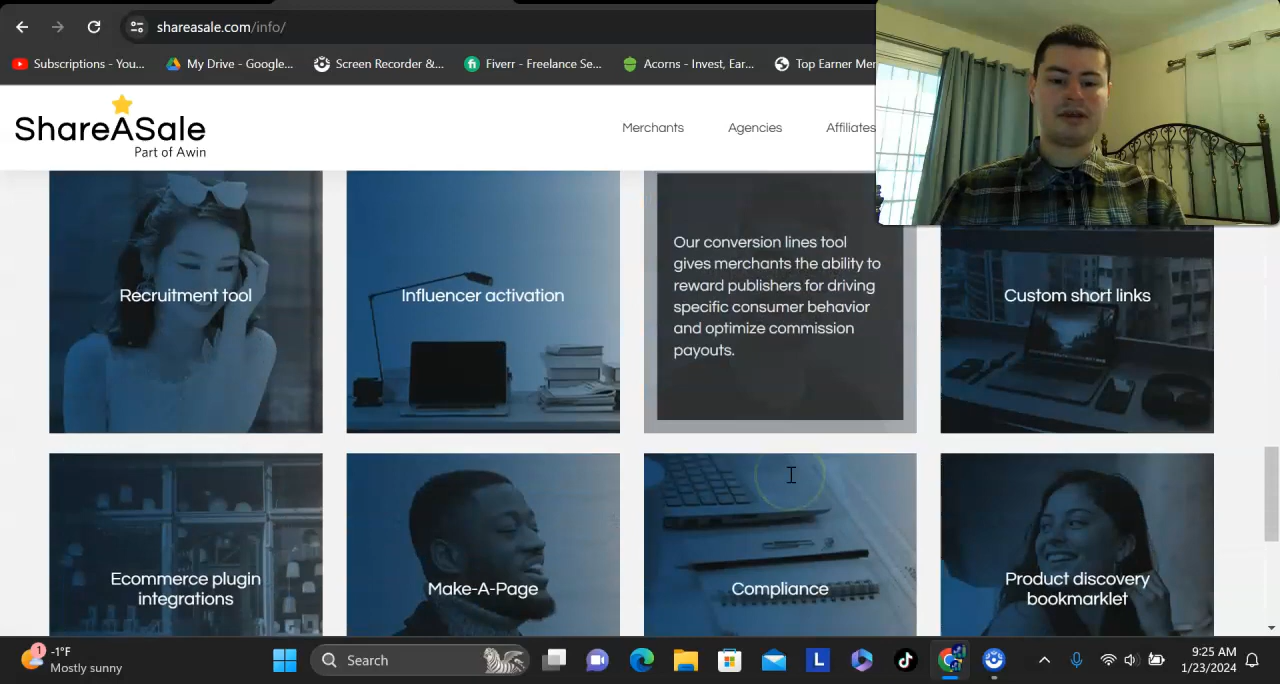 shareasale.com/info/
Subscriptions - You...
My Drive - Google...
Screen Recorder &...
Fiverr - Freelance Se...
Acorns - Invest, Ear...
Top Earner Mer
ShareASale
Part of Awin
Merchants
Agencies
Affiliates
Recruitment tool
Influencer activation
Our conversion lines tool
gives merchants the ability to
reward publishers for driving
specific consumer behavior
and optimize commission
payouts.
Custom short links
Ecommerce plugin
integrations
Make-A-Page
Compliance
Product discovery
bookmarklet
1
-1°F
Mostly sunny
Search
L
9:25 AM
1/23/2024